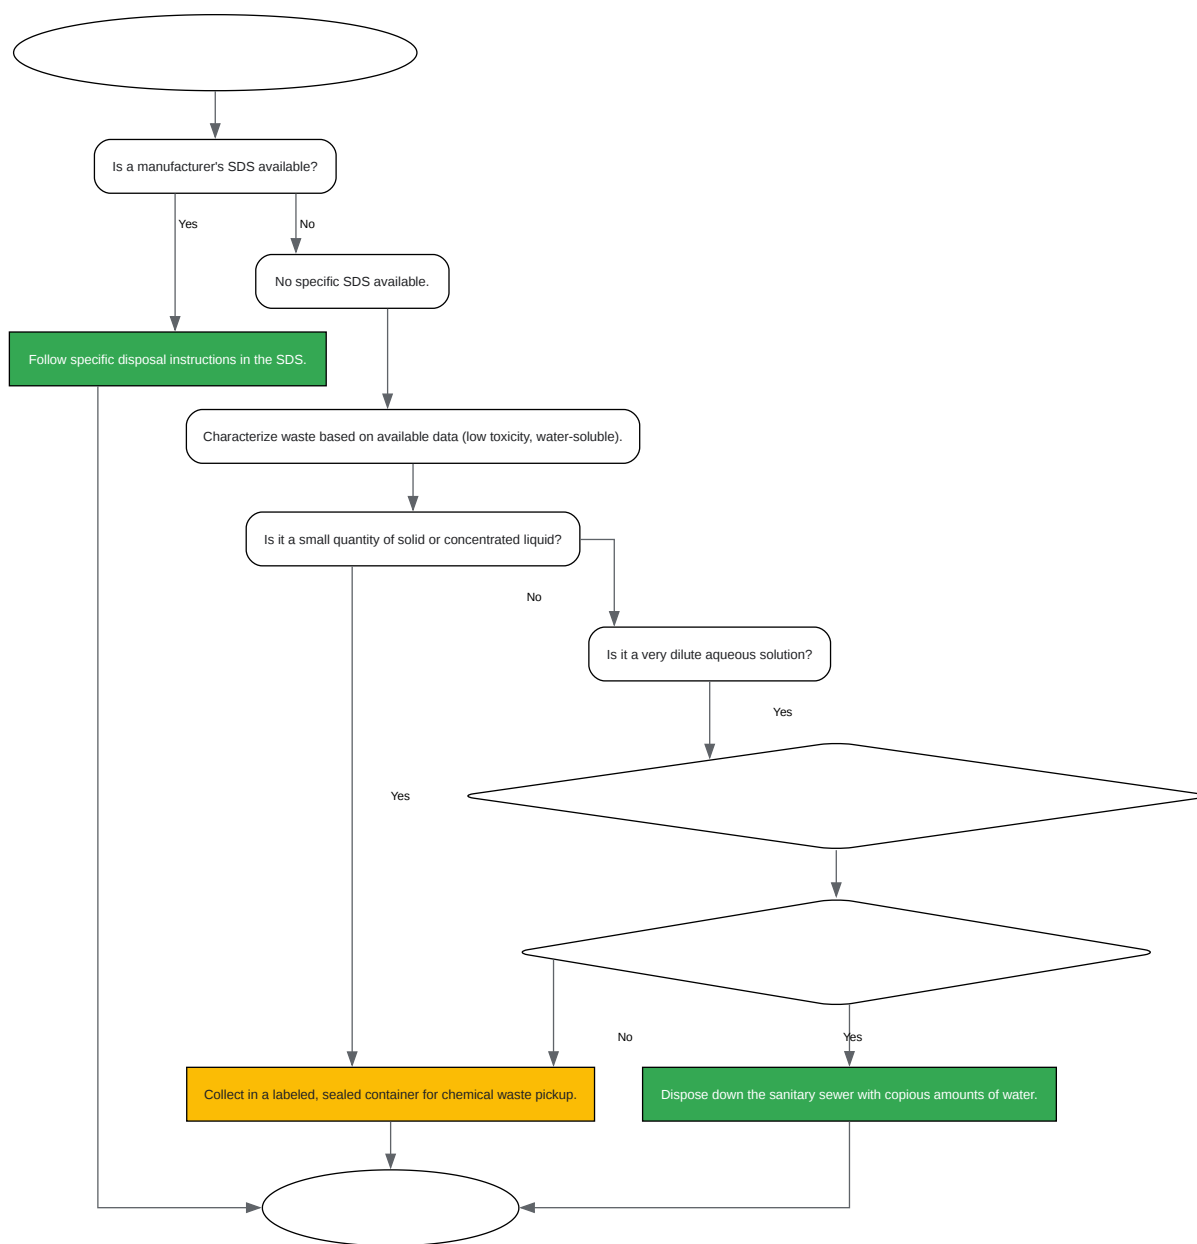 Is a manufacturer's SDS available?
Yes
No
No specific SDS available.
Follow specific disposal instructions in the SDS.
Characterize waste based on available data (low toxicity, water-soluble).
Is it a small quantity of solid or concentrated liquid?
No
Is it a very dilute aqueous solution?
Yes
Yes
No
Yes
Collect in a labeled, sealed container for chemical waste pickup.
Dispose down the sanitary sewer with copious amounts of water.